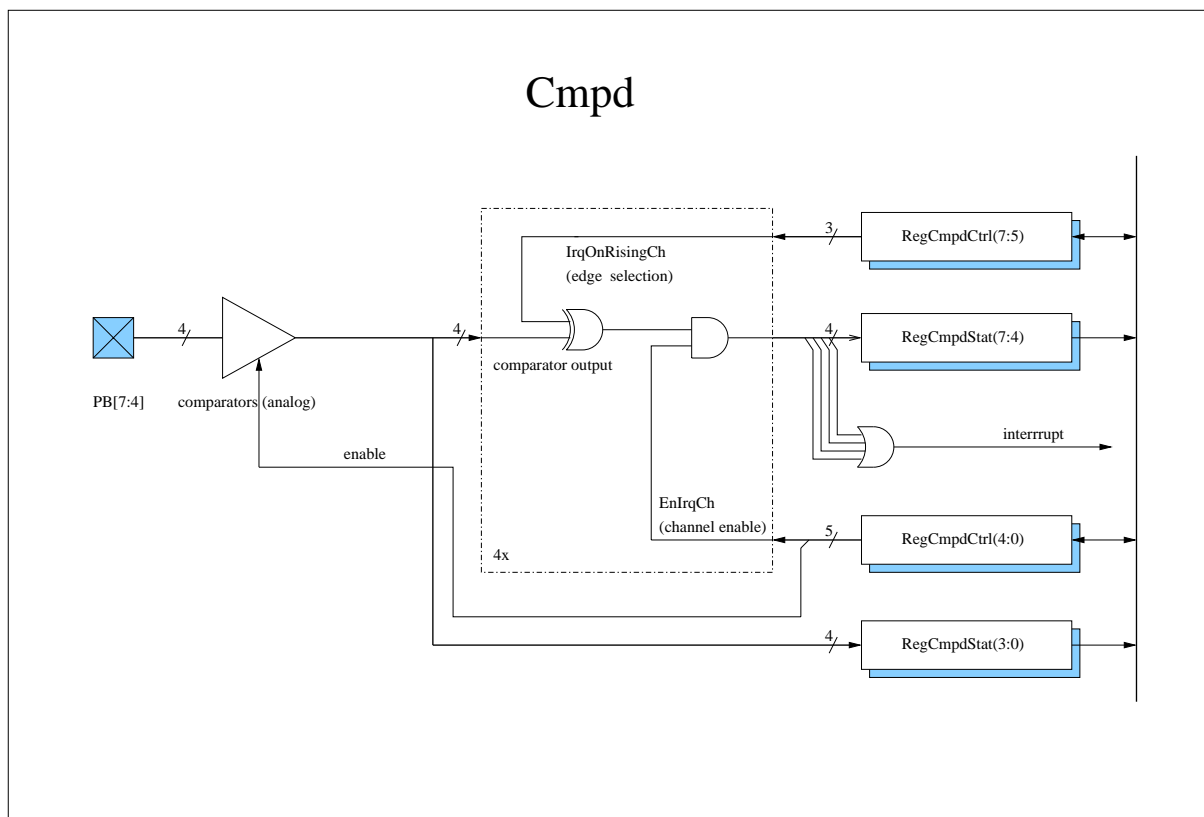 Cmpd
3
RegCmpdCtrl(7:5)
IrqOnRisingCh
(edge selection)
4
4
4
RegCmpdStat(7:4)
comparator output
PB[7:4]
comparators (analog)
interrrupt
enable
EnIrqCh
(channel enable)
5
RegCmpdCtrl(4:0)
4x
4
RegCmpdStat(3:0)